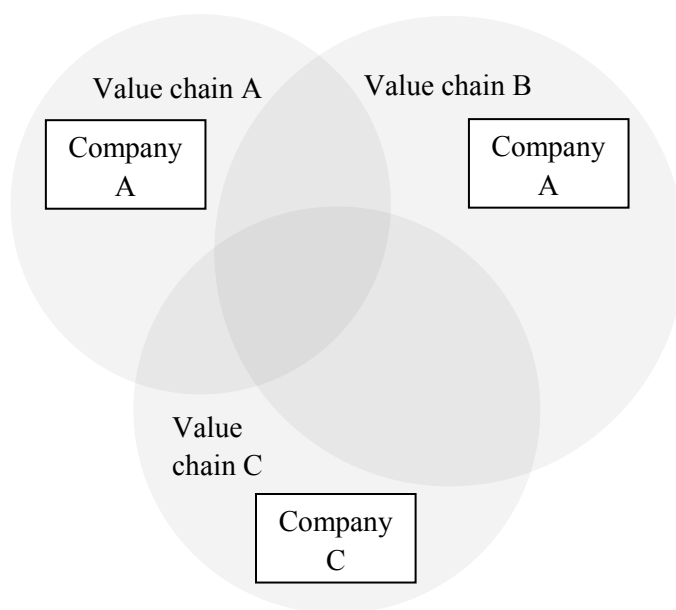 Value chain A
Company
A
Value chain B
Company
A
Value
chain C
Company
C